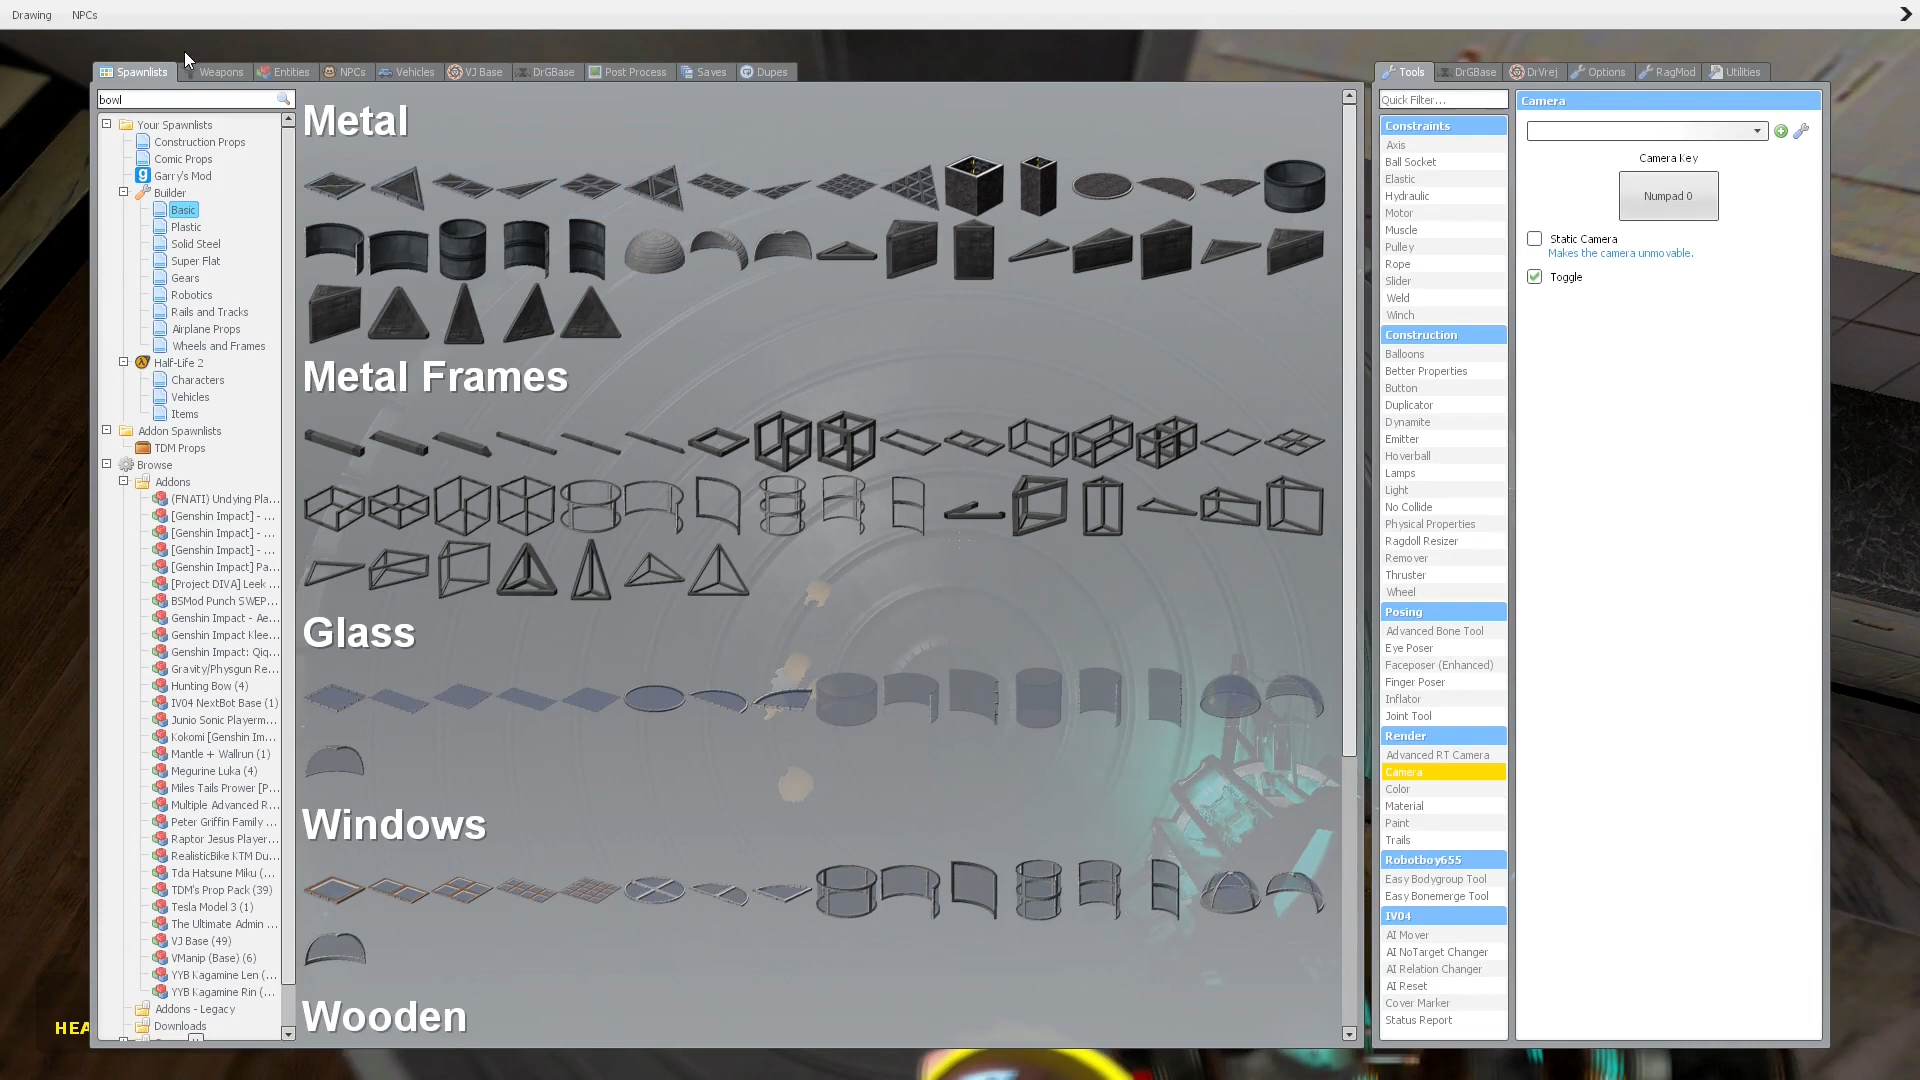 Drawing NPCs
Spawnlists Weapons Entities NPCs Vehicles VJ Base DrGBase Post Process Saves Dupes
bowl
Your Spawnlists
Construction Props
Comic Props
Garry's Mod
Builder
Basic
Plastic
Solid Steel
Super Flat
Gears
Robotics
Rails and Tracks
Airplane Props
Wheels and Frames
Half-Life 2
Characters
Vehicles
Items
Addon Spawnlists
TDM Props
Browse
Addons
(FNATI) Undying Pla...
[Genshin Impact] - ...
[Genshin Impact] - ...
[Genshin Impact] - ...
[Genshin Impact] Pa...
[Project DIVA] Leek ...
BSMod Punch SWEP...
Genshin Impact - Ae...
Genshin Impact Klee...
Genshin Impact: Qiq...
Gravity/Physgun Re...
Hunting Bow (4)
IV04 NextBot Base (1)
Junio Sonic Playerm...
Kokomi [Genshin Im...
Mantle + Wallrun (1)
Megurine Luka (4)
Miles Tails Prower [P...
Multiple Advanced R...
Peter Griffin Family ...
Raptor Jesus Player...
RealisticBike KTM Du...
Tda Hatsune Miku (...
TDM's Prop Pack (39)
Tesla Model 3 (1)
The Ultimate Admin ...
VJ Base (49)
VManip (Base) (6)
YYB Kagamine Len (...
YYB Kagamine Rin (...
Addons - Legacy
Downloads
HEA
Metal
Metal Frames
Glass
Windows
Wooden
Tools DrGBase DrVrej Options RagMod Utilities
Quick Filter...
Constraints
Axis
Ball Socket
Elastic
Hydraulic
Motor
Muscle
Pulley
Rope
Slider
Weld
Winch
Construction
Balloons
Better Properties
Button
Duplicator
Dynamite
Emitter
Hoverball
Lamps
Light
No Collide
Physical Properties
Ragdoll Resizer
Remover
Thruster
Wheel
Posing
Advanced Bone Tool
Eye Poser
Faceposer (Enhanced)
Finger Poser
Inflator
Joint Tool
Render
Advanced RT Camera
Camera
Color
Material
Paint
Trails
Robotboy655
Easy Bodygroup Tool
Easy Bonemerge Tool
IV04
AI Mover
AI NoTarget Changer
AI Relation Changer
AI Reset
Cover Marker
Status Report
Camera
Camera Key
Numpad 0
Static Camera
Makes the camera unmovable.
Toggle